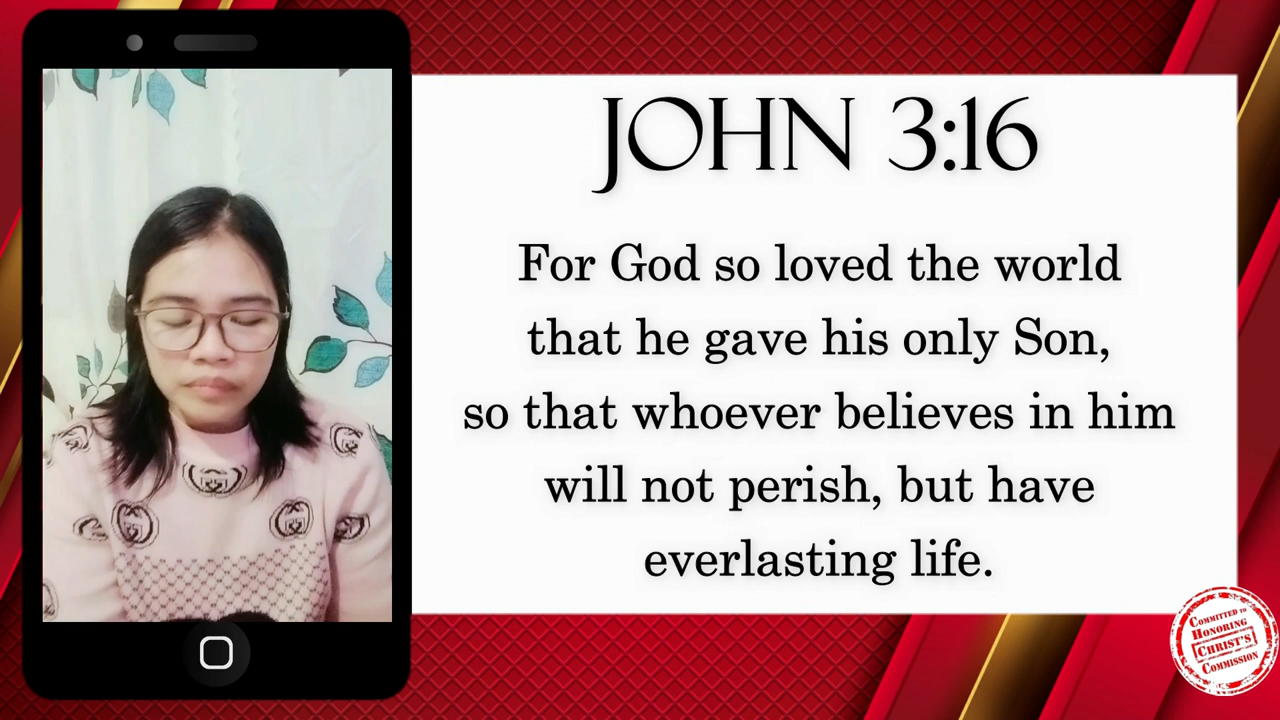 JOHN 3:16
For God so loved the world
that he gave his only Son,
so that whoever believes in him
will not perish, but have
everlasting life.
COMMITTED TO
HONORING
CHRIST'S
COMMISSION